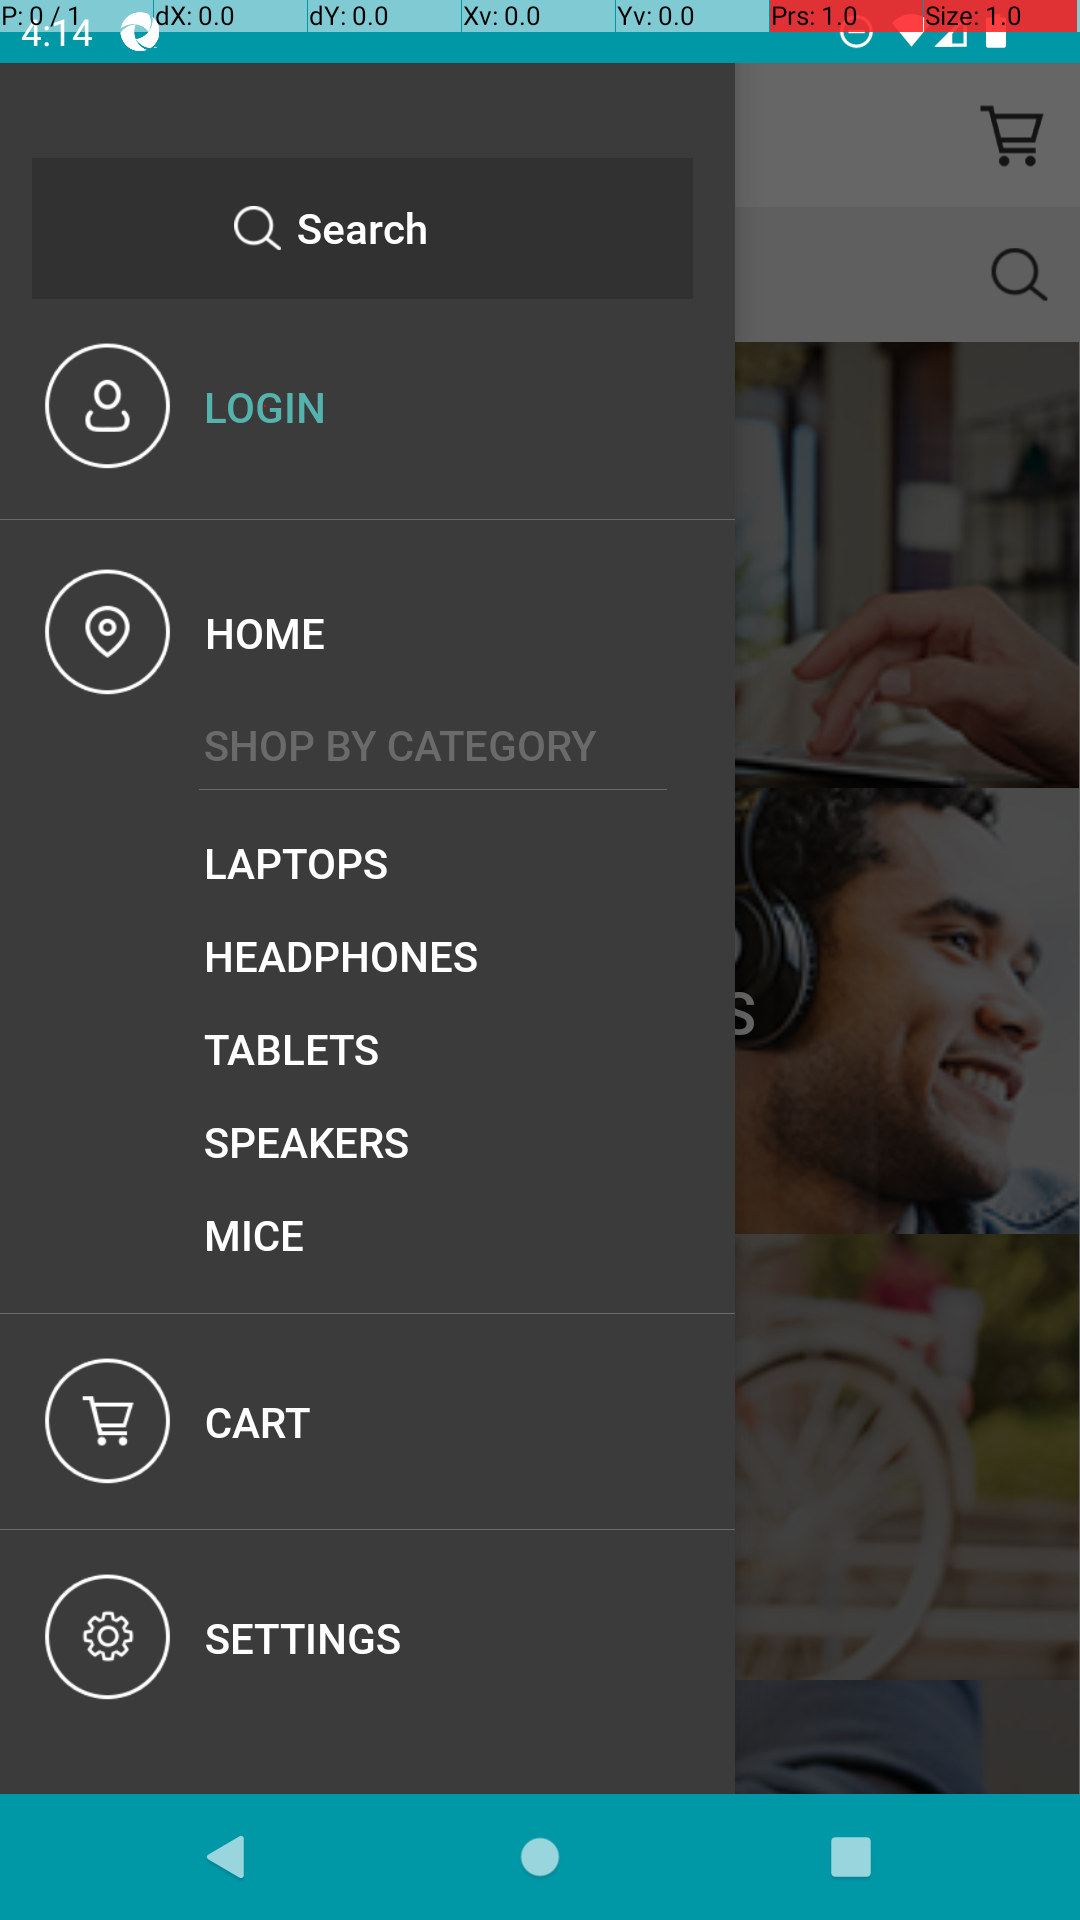 P: 0 / 1 dX: 0.0 dY: 0.0 Xv: 0.0 Yv: 0.0 Prs: 1.0 Size: 1.0
4:14
Search
LOGIN
HOME
SHOP BY CATEGORY
LAPTOPS
HEADPHONES
S
TABLETS
SPEAKERS
MICE
CART
SETTINGS